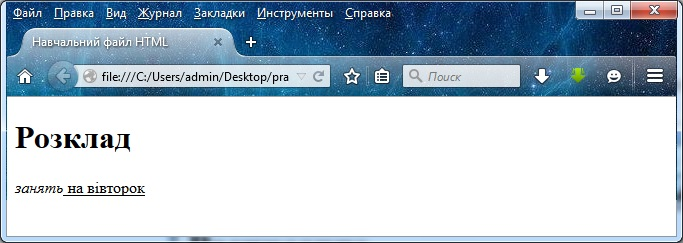 Файл Розкладка Вид Журнал Закладки Инструменты Справка
Навчальний файл HTML
file:///C:/Users/admin/Desktop/pra
Поиск
Розклад
занять на вівторок